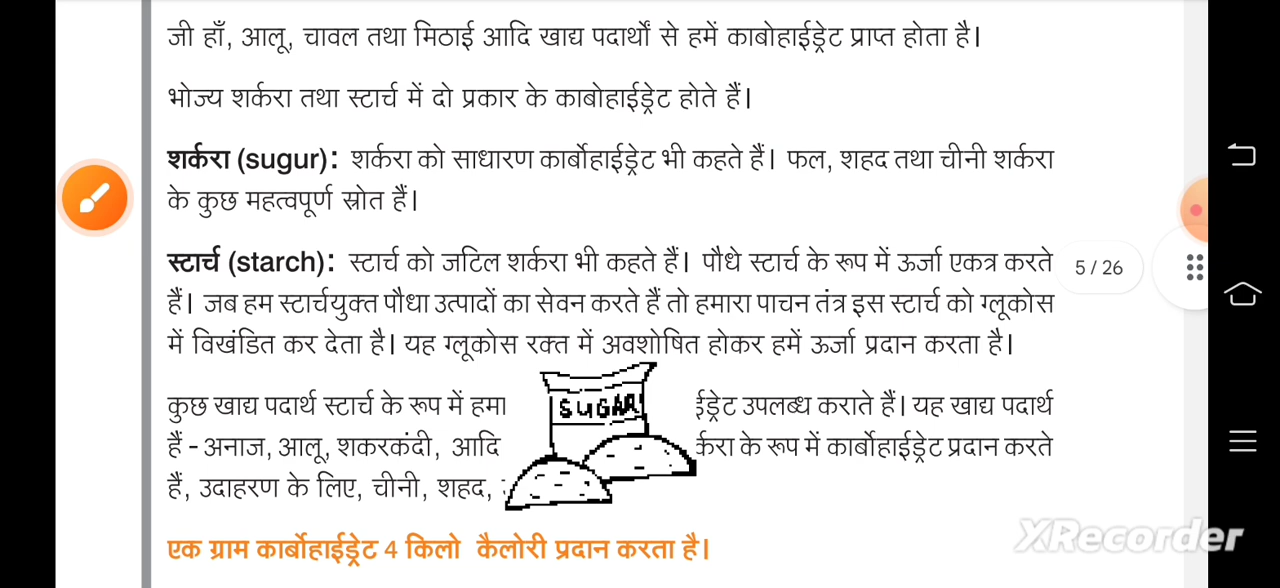 जी हाँ, आलू, चावल तथा मिठाई आदि खाद्य पदार्थों से हमें काबोहाईड्रेट प्राप्त होता है।
भोज्य शर्करा तथा स्टार्च में दो प्रकार के काबोहाईड्रेट होते हैं।
शर्करा (sugur): शर्करा को साधारण कार्बोहाईड्रेट भी कहते हैं। फल, शहद तथा चीनी शर्करा
के कुछ महत्वपूर्ण स्रोत हैं।
स्टार्च (starch): स्टार्च को जटिल शर्करा भी कहते हैं। पौधे स्टार्च के रूप में ऊर्जा एकत्र करते
5 / 26
हैं। जब हम स्टार्चयुक्त पौधा उत्पादों का सेवन करते हैं तो हमारा पाचन तंत्र इस स्टार्च को ग्लूकोस
में विखंडित कर देता है। यह ग्लूकोस रक्त में अवशोषित होकर हमें ऊर्जा प्रदान करता है।
कुछ खाद्य पदार्थ स्टार्च के रूप में उपलब्ध कराते हैं। यह खाद्य पदार्थ
SUGAR
हैं - अनाज, आलू, शकरकंदी, आदि के रूप में कार्बोहाईड्रेट प्रदान करते
हैं, उदाहरण के लिए, चीनी, शहद,
एक ग्राम कार्बोहाईड्रेट 4 किलो कैलोरी प्रदान करता है।
XRecorder